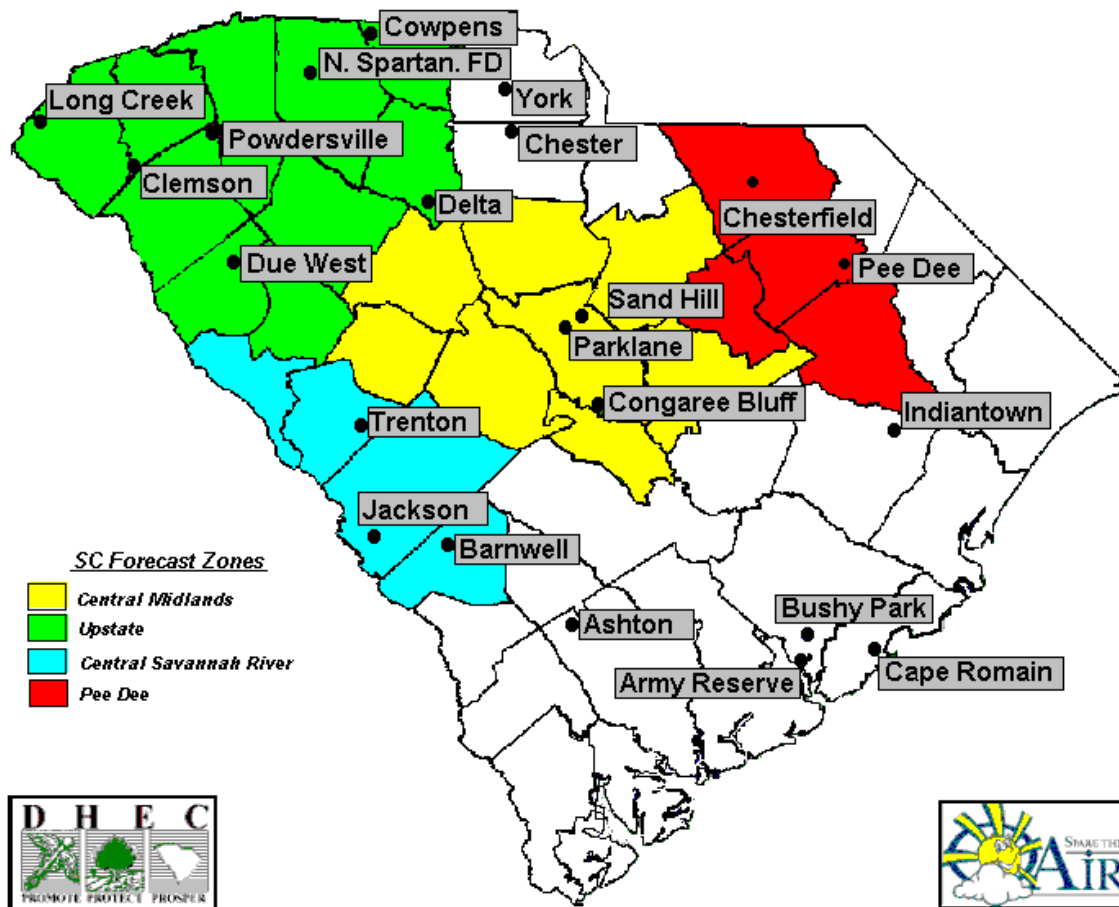 Cowpens
N. Spartan. FD
Long Creek
York
Powdersville
Chester
Clemson
Delta
Chesterfield
Due West
Pee Dee
Sand Hill
Parklane
Congaree Bluff
Indiantown
Trenton
Jackson
Barnwell
SC Forecast Zones
Central Midlands
Upstate
Central Savannah River
Pee Dee
Bushy Park
Ashton
Army Reserve
Cape Romain
D H E C
PROMOTE PROTECT PROSPER
SPARE THE
AIR